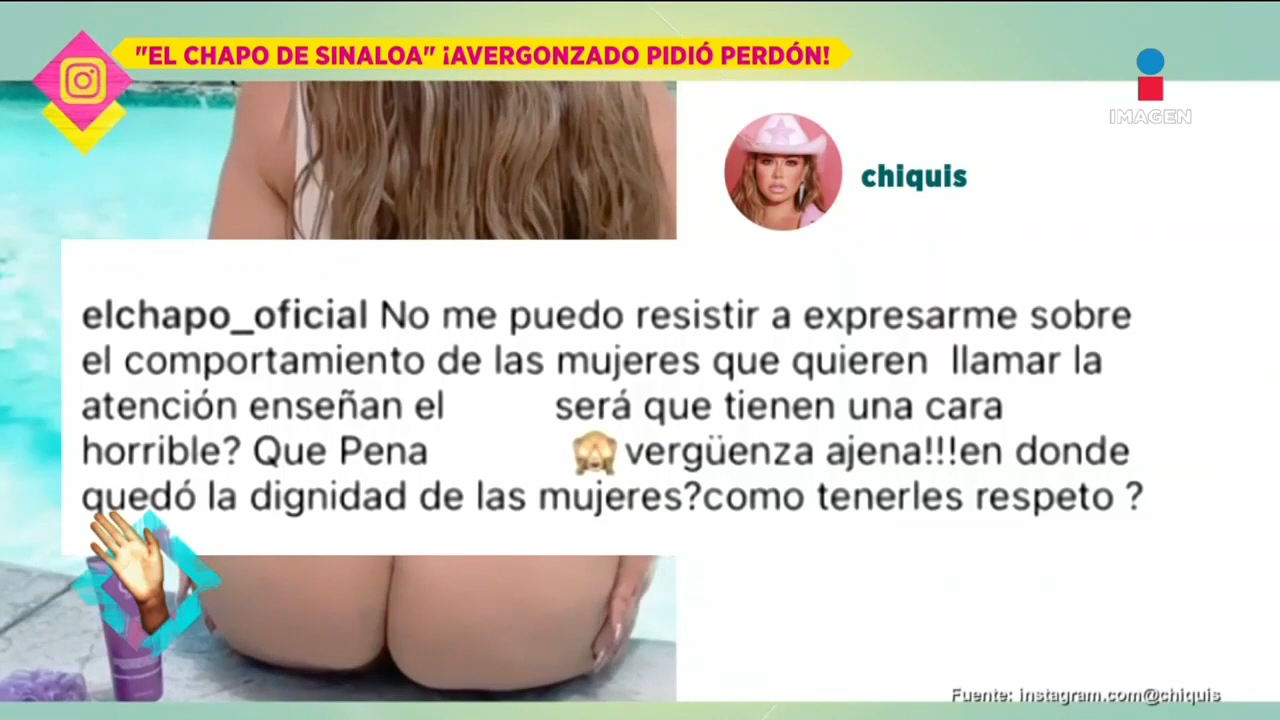 "EL CHAPO DE SINALOA" ¡AVERGONZADO PIDIÓ PERDÓN!
IMAGEN
chiquis
elchapo_oficial No me puedo resistir a expresarme sobre
el comportamiento de las mujeres que quieren llamar la
atención enseñan el será que tienen una cara
horrible? Que Pena 🙈 vergüenza ajena!!!en donde
quedó la dignidad de las mujeres?como tenerles respeto ?
Fuente: instagram.com@chiquis